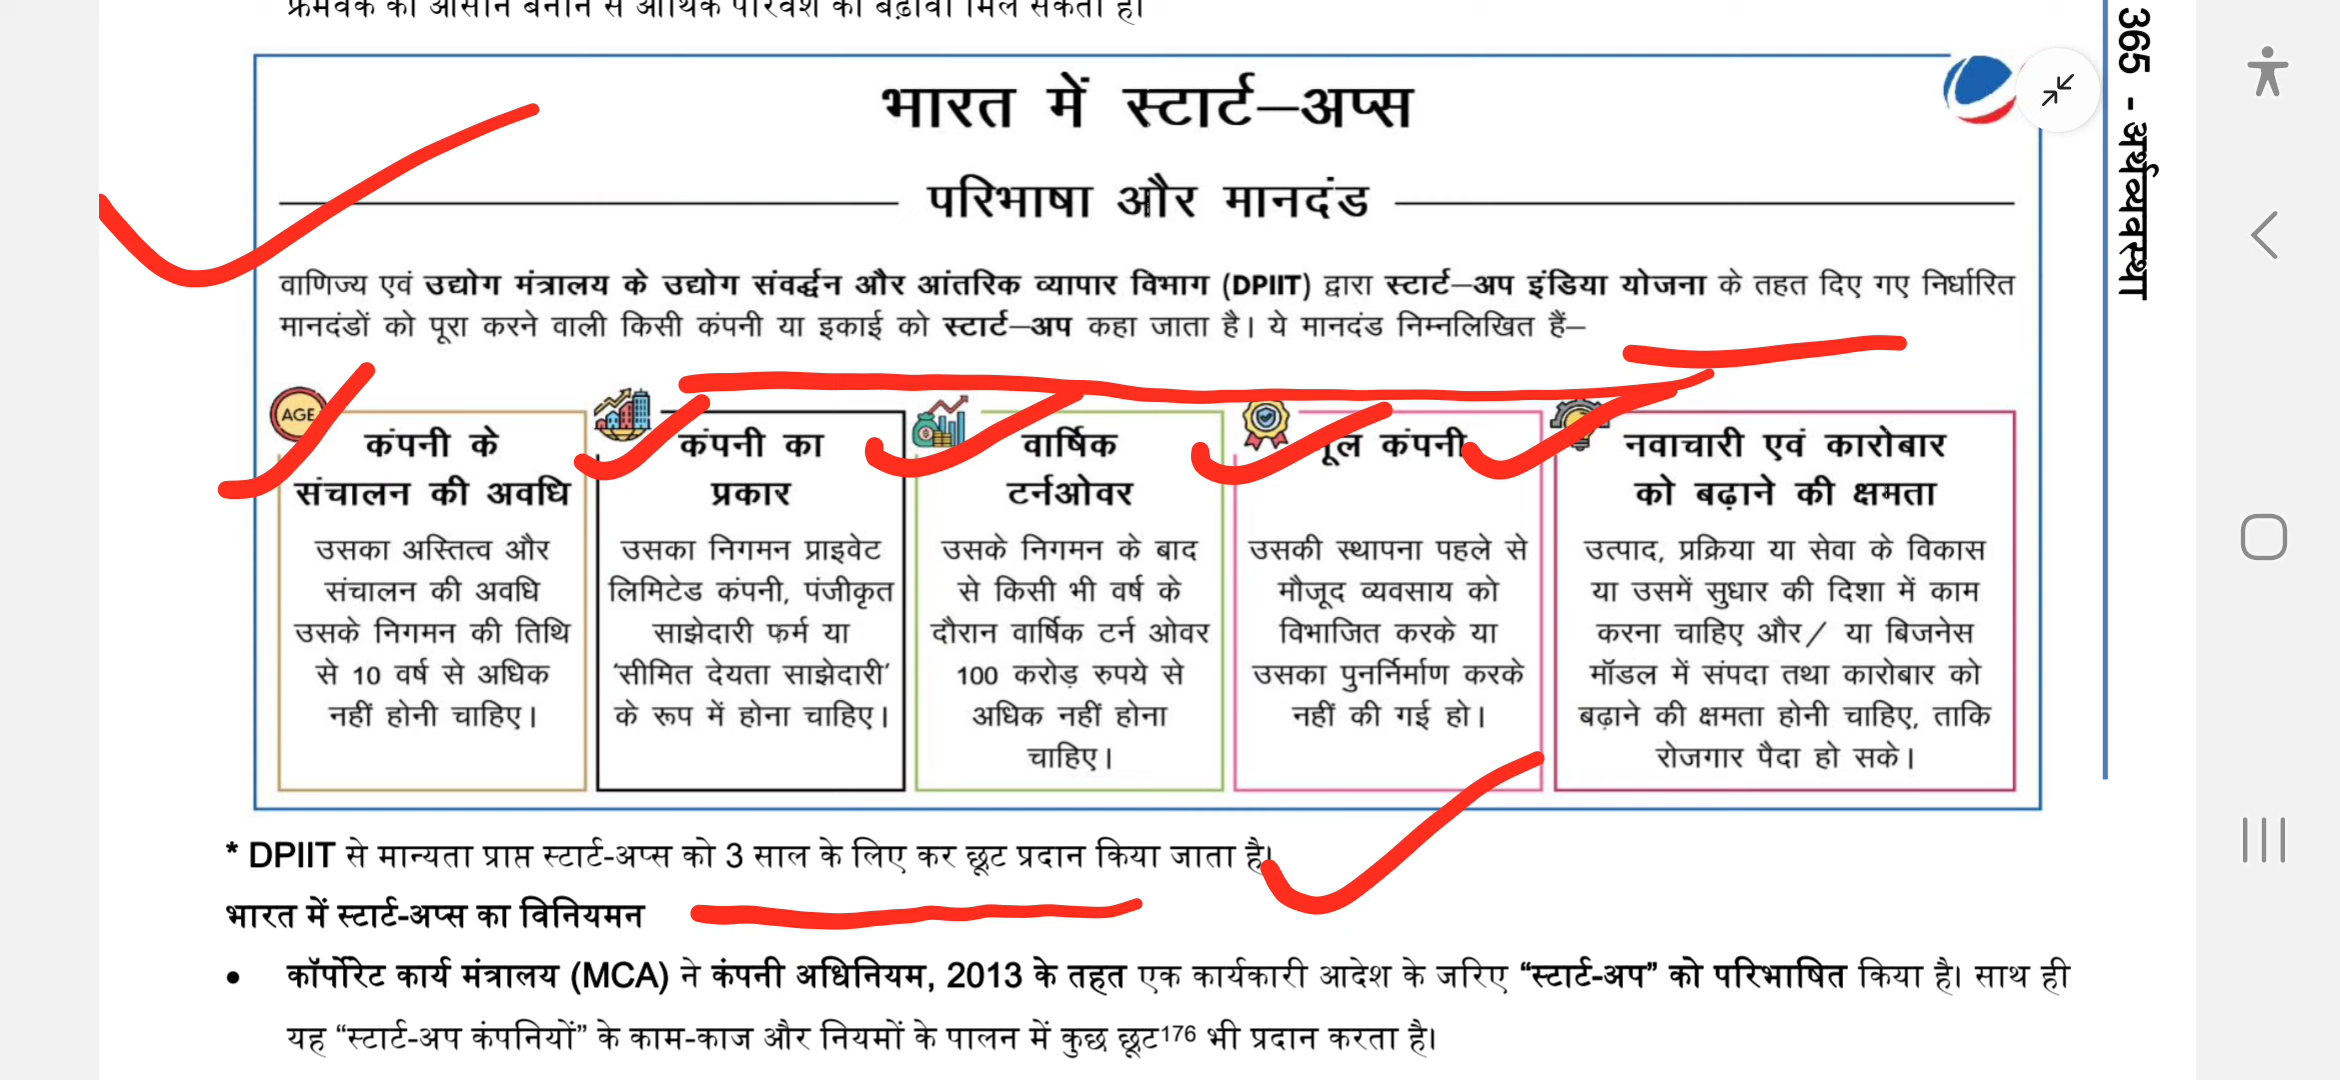 भारत में स्टार्ट–अप्स
परिभाषा और मानदंड
वाणिज्य एवं उद्योग मंत्रालय के उद्योग संवर्द्धन और आंतरिक व्यापार विभाग (DPIIT) द्वारा स्टार्ट–अप इंडिया योजना के तहत दिए गए निर्धारित
मानदंडों को पूरा करने वाली किसी कंपनी या इकाई को स्टार्ट–अप कहा जाता है। ये मानदंड निम्नलिखित हैं–
AGE
कंपनी के
संचालन की अवधि
उसका अस्तित्व और
संचालन की अवधि
उसके निगमन की तिथि
से 10 वर्ष से अधिक
नहीं होनी चाहिए।
कंपनी का
प्रकार
उसका निगमन प्राइवेट
लिमिटेड कंपनी, पंजीकृत
साझेदारी फर्म या
‘सीमित देयता साझेदारी’
के रूप में होना चाहिए।
वार्षिक
टर्नओवर
उसके निगमन के बाद
से किसी भी वर्ष के
दौरान वार्षिक टर्न ओवर
100 करोड़ रुपये से
अधिक नहीं होना
चाहिए।
कंपनी
उसकी स्थापना पहले से
मौजूद व्यवसाय को
विभाजित करके या
उसका पुनर्निर्माण करके
नहीं की गई हो।
नवाचारी एवं कारोबार
को बढ़ाने की क्षमता
उत्पाद, प्रक्रिया या सेवा के विकास
या उसमें सुधार की दिशा में काम
करना चाहिए और/ या बिजनेस
मॉडल में संपदा तथा कारोबार को
बढ़ाने की क्षमता होनी चाहिए, ताकि
रोजगार पैदा हो सके।
* DPIIT से मान्यता प्राप्त स्टार्ट-अप्स को 3 साल के लिए कर छूट प्रदान किया जाता है।
भारत में स्टार्ट-अप्स का विनियमन
• कॉर्पोरेट कार्य मंत्रालय (MCA) ने कंपनी अधिनियम, 2013 के तहत एक कार्यकारी आदेश के जरिए “स्टार्ट-अप” को परिभाषित किया है। साथ ही
यह “स्टार्ट-अप कंपनियों” के काम-काज और नियमों के पालन में कुछ छूट176 भी प्रदान करता है।
365 - अर्थव्यवस्था